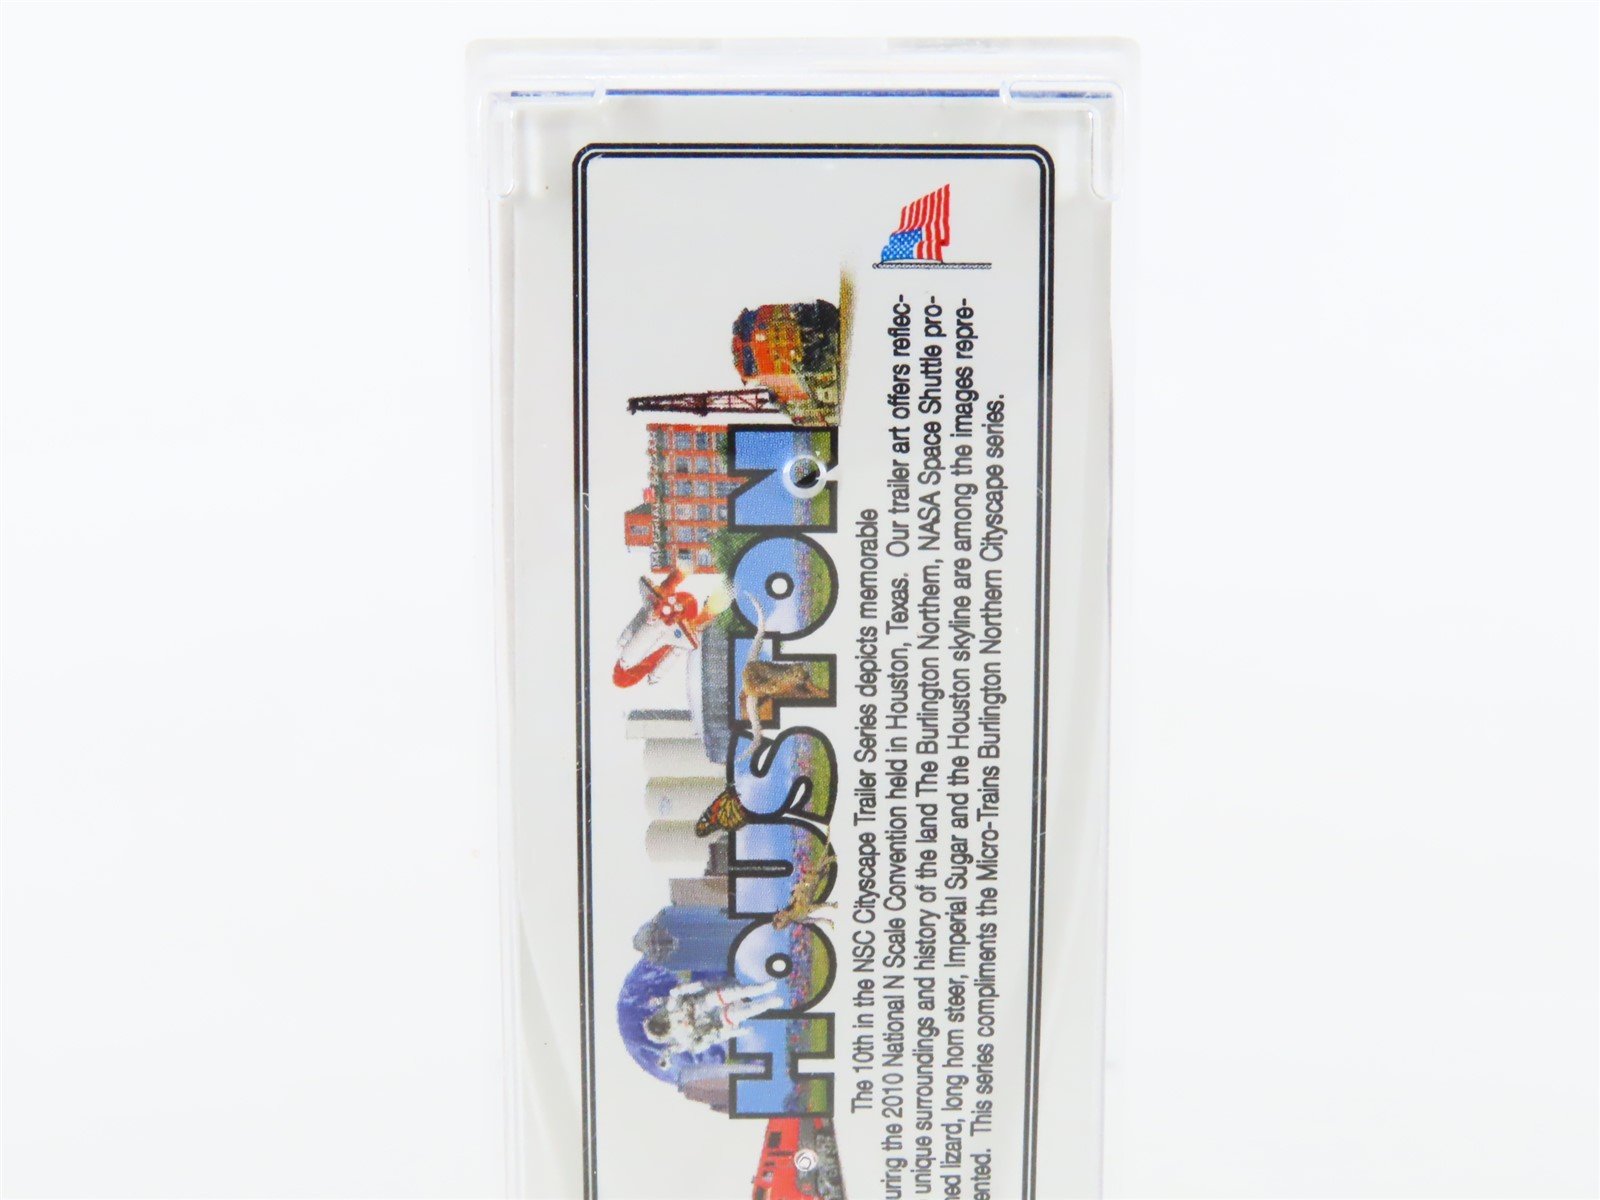 HOUSTON
The 10th in the NSC Cityscape Trailer Series depicts memorable
uring the 2010 National N Scale Convention held in Houston, Texas. Our trailer art offers reflec-
unique surroundings and history of the land The Burlington Northern, NASA Space Shuttle pro-
ed lizard, long horn steer, Imperial Sugar and the Houston skyline are among the images repre-
ented. This series compliments the Micro-Trains Burlington Northern Cityscape series.